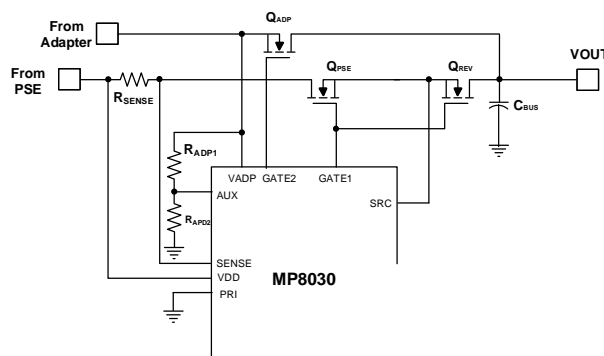 QADP
From
Adapter
QPSE
QREV
VOUT
From
PSE
RSENSE
CBUS
RADP1
VADP GATE2 GATE1
AUX
SRC
RAPD2
SENSE
VDD
MP8030
PRI